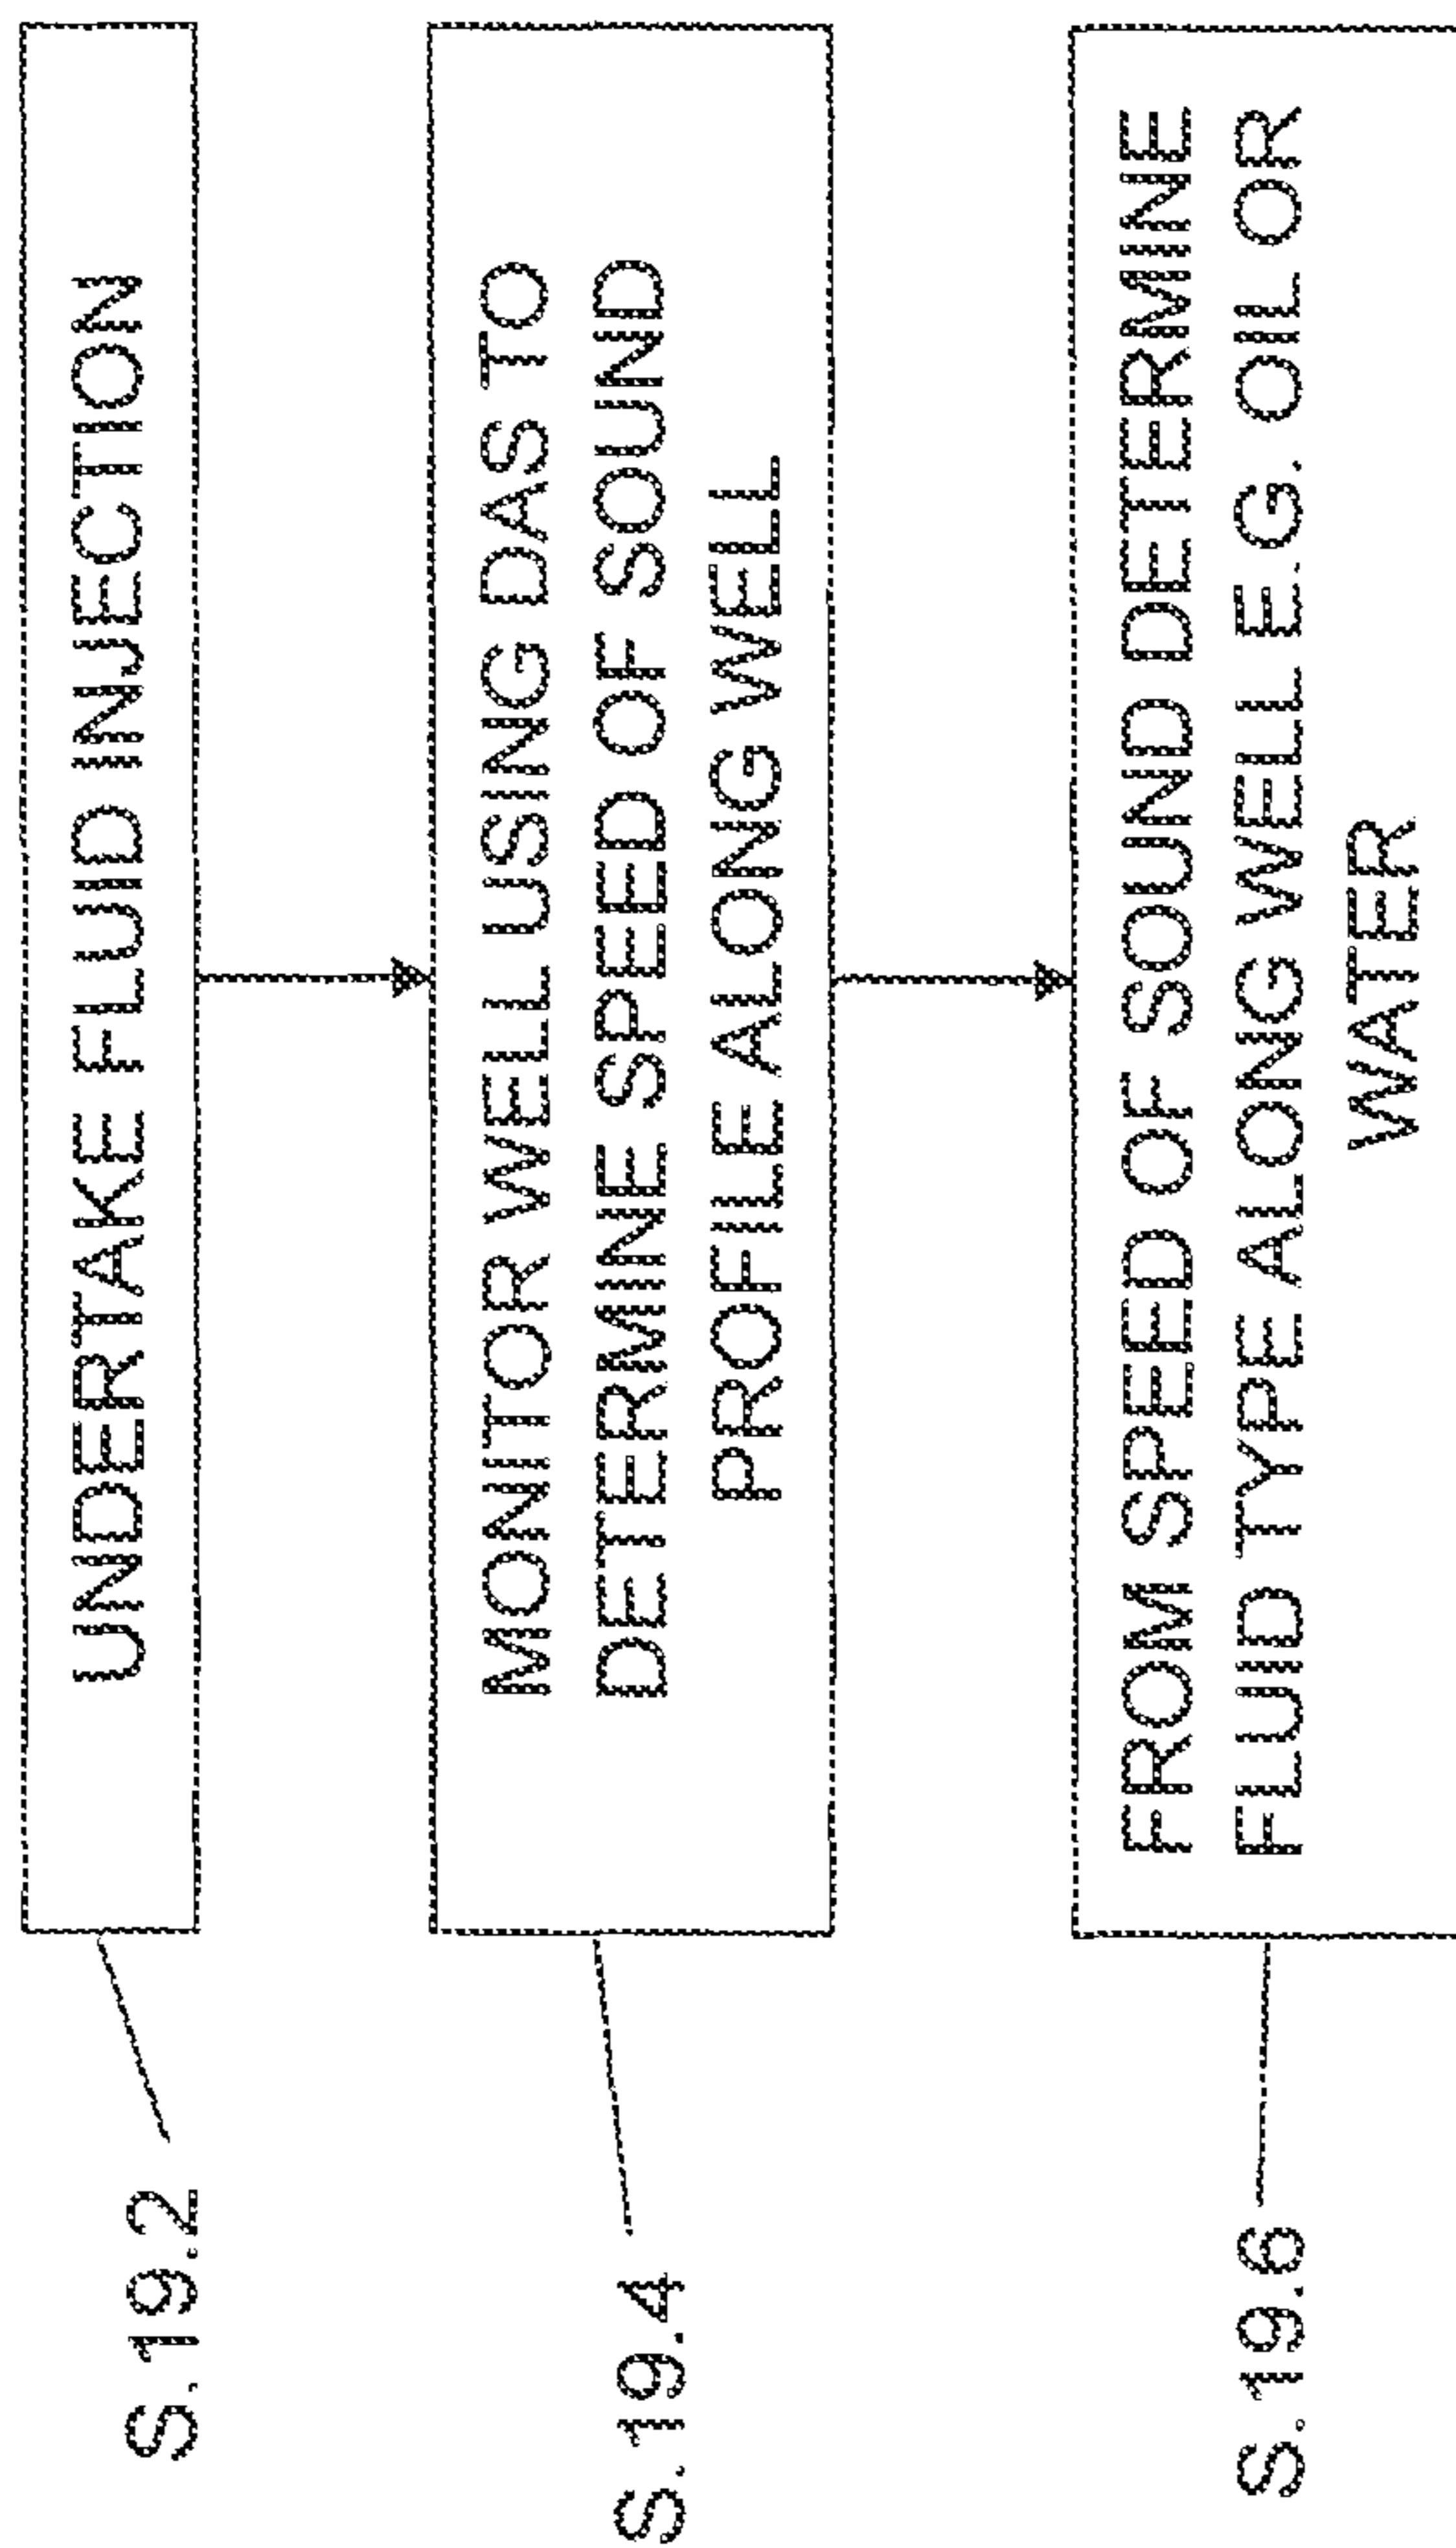 S.19.2
UNDERTAKE FLUID INJECTION
S.19.4
MONITOR WELL USING DAS TO
DETERMINE SPEED OF SOUND
PROFILE ALONG WELL
S.19.6
FROM SPEED OF SOUND DETERMINE
FLUID TYPE ALONG WELL E.G. OIL OR
WATER